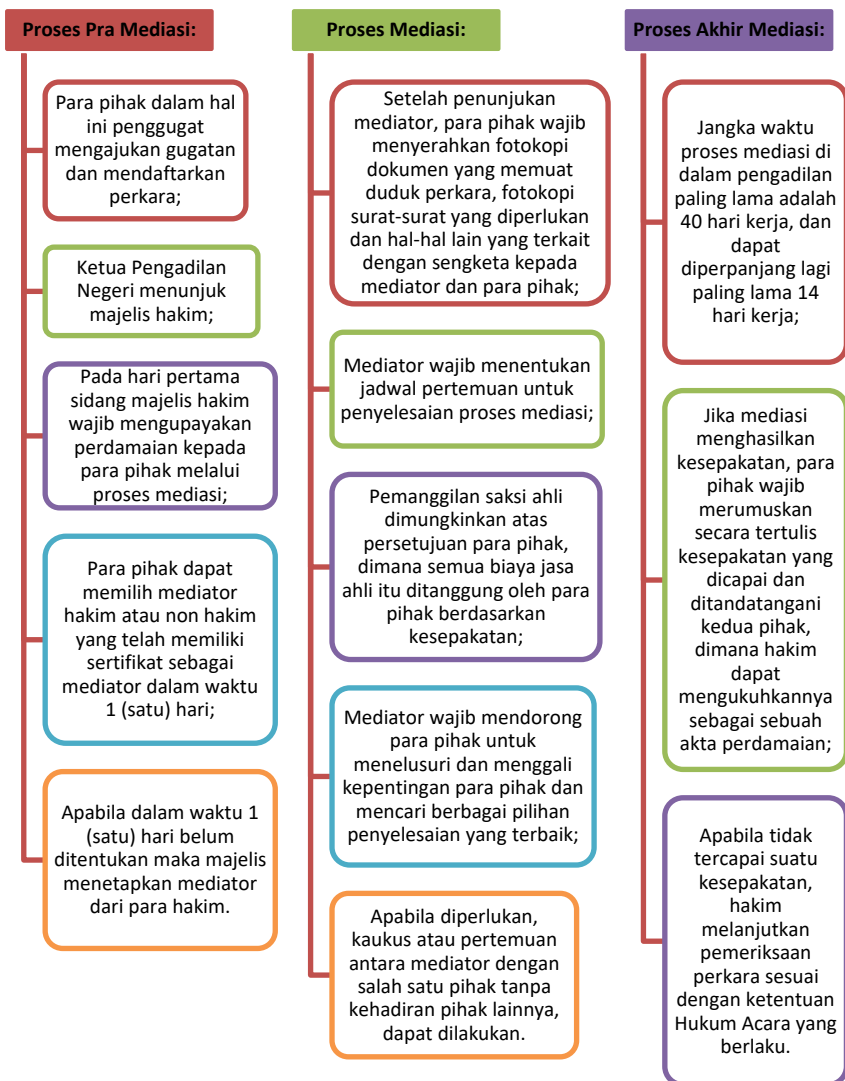 Proses Pra Mediasi:
Para pihak dalam hal
ini penggugat
mengajukan gugatan
dan mendaftarkan
perkara;
Ketua Pengadilan
Negeri menunjuk
majelis hakim;
Pada hari pertama
sidang majelis hakim
wajib mengupayakan
perdamaian kepada
para pihak melalui
proses mediasi;
Para pihak dapat
memilih mediator
hakim atau non hakim
yang telah memiliki
sertifikat sebagai
mediator dalam waktu
1 (satu) hari;
Apabila dalam waktu 1
(satu) hari belum
ditentukan maka majelis
menetapkan mediator
dari para hakim.
Proses Mediasi:
Setelah penunjukan
mediator, para pihak wajib
menyerahkan fotokopi
dokumen yang memuat
duduk perkara, fotokopi
surat-surat yang diperlukan
dan hal-hal lain yang terkait
dengan sengketa kepada
mediator dan para pihak;
Mediator wajib menentukan
jadwal pertemuan untuk
penyelesaian proses mediasi;
Pemanggilan saksi ahli
dimungkinkan atas
persetujuan para pihak,
dimana semua biaya jasa
ahli itu ditanggung oleh para
pihak berdasarkan
kesepakatan;
Mediator wajib mendorong
para pihak untuk
menelusuri dan menggali
kepentingan para pihak dan
mencari berbagai pilihan
penyelesaian yang terbaik;
Apabila diperlukan,
kaukus atau pertemuan
antara mediator dengan
salah satu pihak tanpa
kehadiran pihak lainnya,
dapat dilakukan.
Proses Akhir Mediasi:
Jangka waktu
proses mediasi di
dalam pengadilan
paling lama adalah
40 hari kerja, dan
dapat
diperpanjang lagi
paling lama 14
hari kerja;
Jika mediasi
menghasilkan
kesepakatan, para
pihak wajib
merumuskan
secara tertulis
kesepakatan yang
dicapai dan
ditandatangani
kedua pihak,
dimana hakim
dapat
mengukuhkannya
sebagai sebuah
akta perdamaian;
Apabila tidak
tercapai suatu
kesepakatan,
hakim
melanjutkan
pemeriksaan
perkara sesuai
dengan ketentuan
Hukum Acara yang
berlaku.